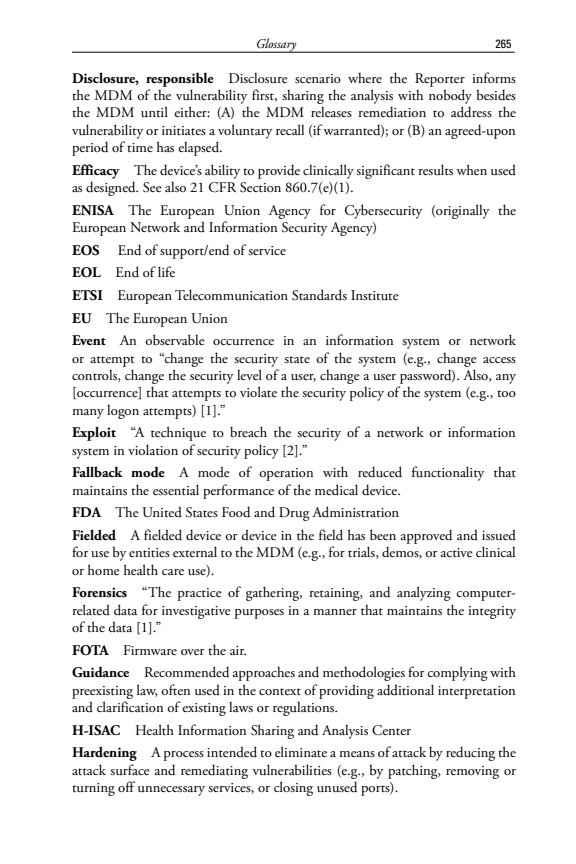 Glossary 265
Disclosure, responsible Disclosure scenario where the Reporter informs
the MDM of the vulnerability first, sharing the analysis with nobody besides
the MDM until either: (A) the MDM releases remediation to address the
vulnerability or initiates a voluntary recall (if warranted); or (B) an agreed-upon
period of time has elapsed.
Efficacy The device’s ability to provide clinically significant results when used
as designed. See also 21 CFR Section 860.7(e)(1).
ENISA The European Union Agency for Cybersecurity (originally the
European Network and Information Security Agency)
EOS End of support/end of service
EOL End of life
ETSI European Telecommunication Standards Institute
EU The European Union
Event An observable occurrence in an information system or network
or attempt to “change the security state of the system (e.g., change access
controls, change the security level of a user, change a user password). Also, any
[occurrence] that attempts to violate the security policy of the system (e.g., too
many logon attempts) [1].”
Exploit “A technique to breach the security of a network or information
system in violation of security policy [2].”
Fallback mode A mode of operation with reduced functionality that
maintains the essential performance of the medical device.
FDA The United States Food and Drug Administration
Fielded A fielded device or device in the field has been approved and issued
for use by entities external to the MDM (e.g., for trials, demos, or active clinical
or home health care use).
Forensics “The practice of gathering, retaining, and analyzing computer-
related data for investigative purposes in a manner that maintains the integrity
of the data [1].”
FOTA Firmware over the air.
Guidance Recommended approaches and methodologies for complying with
preexisting law, often used in the context of providing additional interpretation
and clarification of existing laws or regulations.
H-ISAC Health Information Sharing and Analysis Center
Hardening A process intended to eliminate a means of attack by reducing the
attack surface and remediating vulnerabilities (e.g., by patching, removing or
turning off unnecessary services, or closing unused ports).